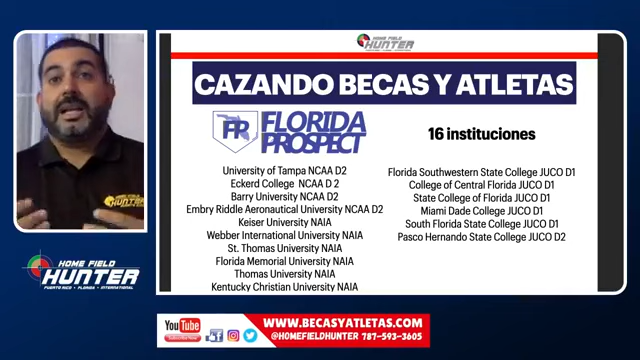 HOME FIELD
HUNTER
CAZANDO BECAS Y ATLETAS
FLORIDA
PROSPECT
16 instituciones
University of Tampa NCAA D2
Eckerd College NCAA D 2
Barry University NCAA D2
Embry Riddle Aeronautical University NCAA D2
Keiser University NAIA
Webber International University NAIA
St. Thomas University NAIA
Florida Memorial University NAIA
Thomas University NAIA
Kentucky Christian University NAIA
Florida Southwestern State College JUCO D1
College of Central Florida JUCO D1
State College of Florida JUCO D1
Miami Dade College JUCO D1
South Florida State College JUCO D1
Pasco Hernando State College JUCO D2
HUNTER
HOME FIELD
HUNTER
PUERTO RICO • FLORIDA • INTERNATIONAL
YouTube
WWW.BECASYATLETAS.COM
@HOMEFIELDHUNTER 787-593-3605